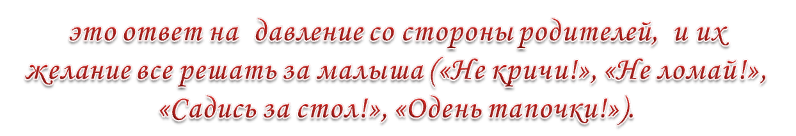 это ответ на давление со стороны родителей, и их
желание все решать за малыша («Не кричи!», «Не ломай!»,
«Садись за стол!», «Одень тапочки!»).